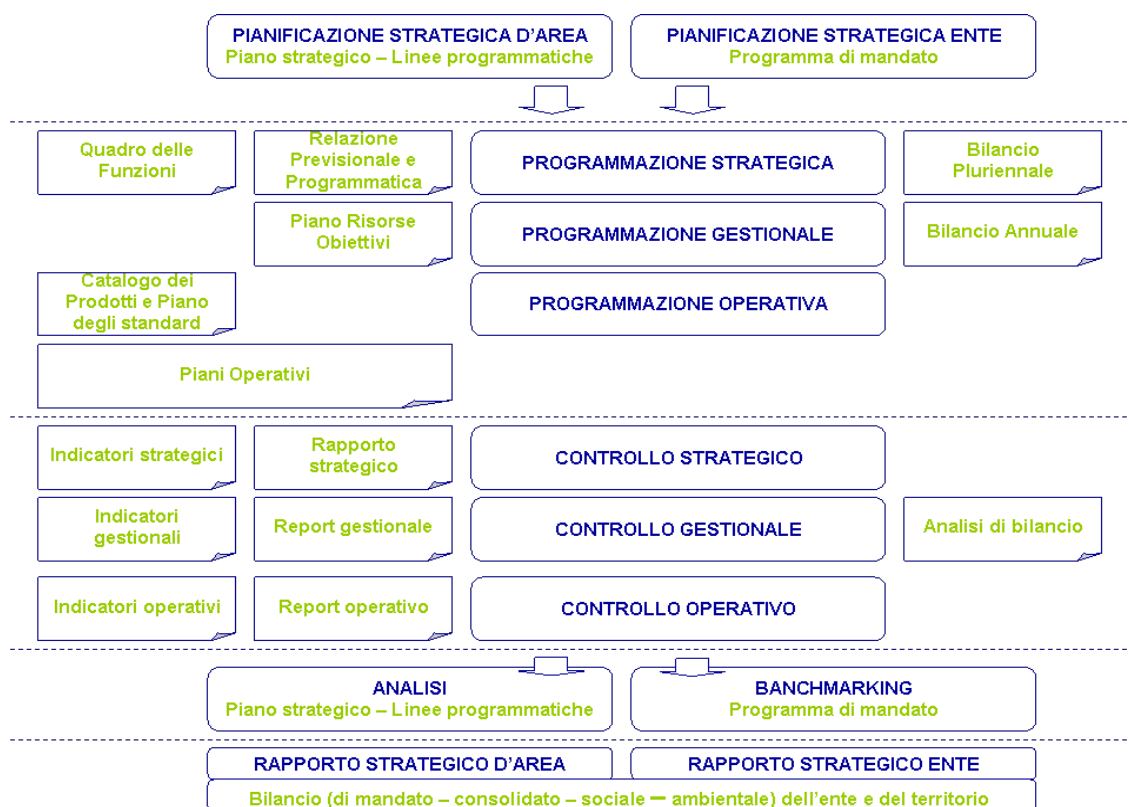 PIANIFICAZIONE STRATEGICA D'AREA
Piano strategico – Linee programmatiche
PIANIFICAZIONE STRATEGICA ENTE
Programma di mandato
Quadro delle
Funzioni
Relazione
Previsionale e
Programmatica
PROGRAMMAZIONE STRATEGICA
Bilancio
Pluriennale
Piano Risorse
Obiettivi
PROGRAMMAZIONE GESTIONALE
Bilancio Annuale
Catalogo dei
Prodotti e Piano
degli standard
PROGRAMMAZIONE OPERATIVA
Piani Operativi
Indicatori strategici
Rapporto
strategico
CONTROLLO STRATEGICO
Indicatori
gestionali
Report gestionale
CONTROLLO GESTIONALE
Analisi di bilancio
Indicatori operativi
Report operativo
CONTROLLO OPERATIVO
ANALISI
Piano strategico – Linee programmatiche
BANCHMARKING
Programma di mandato
RAPPORTO STRATEGICO D'AREA
RAPPORTO STRATEGICO ENTE
Bilancio (di mandato – consolidato – sociale – ambientale) dell'ente e del territorio